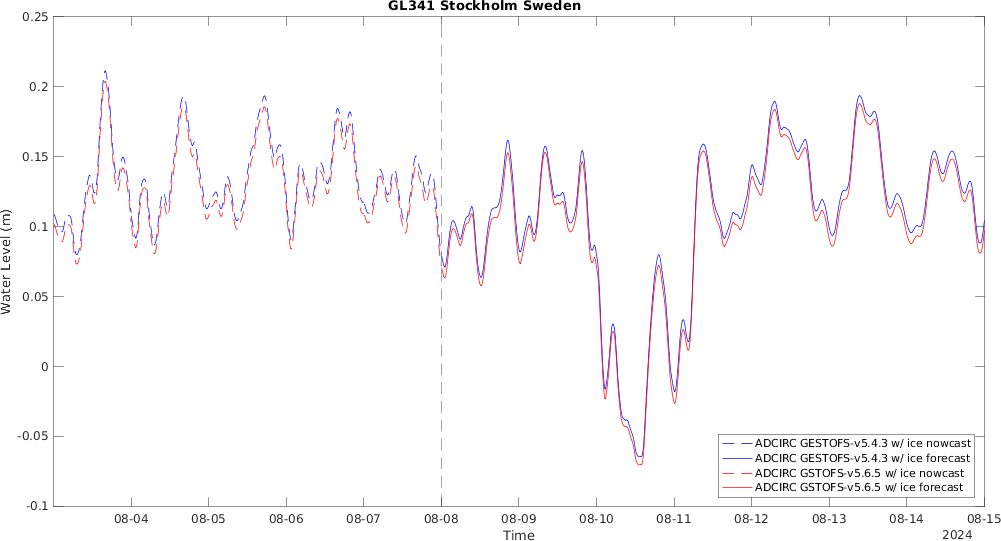 GL341 Stockholm Sweden
0.25
0.2
0.15
0.1
0.05
0
-0.05
-0.1
Water Level (m)
ADCIRC GESTOFS-v5.4.3 w/ ice nowcast
ADCIRC GESTOFS-v5.4.3 w/ ice forecast
ADCIRC GSTOFS-v5.6.5 w/ ice nowcast
ADCIRC GSTOFS-v5.6.5 w/ ice forecast
08-04 08-05 08-06 08-07 08-08 08-09 08-10 08-11 08-12 08-13 08-14 08-15
Time
2024